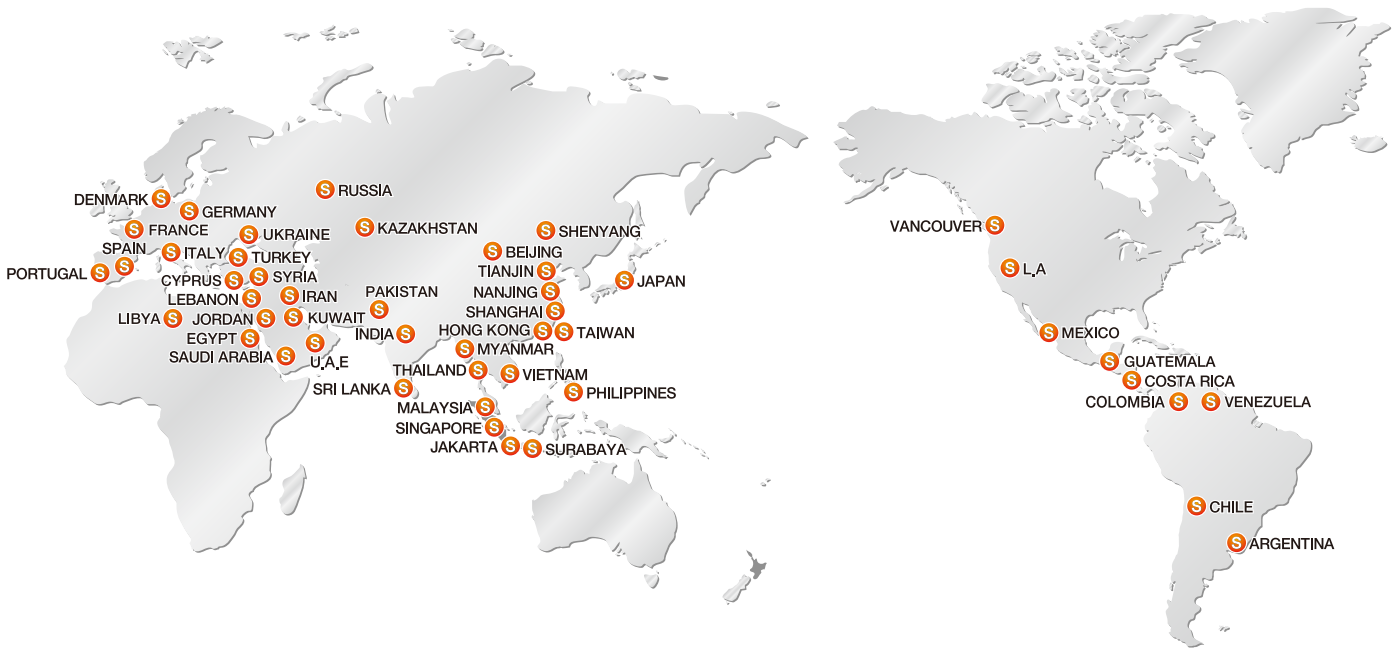 DENMARK
RUSSIA
GERMANY
FRANCE
UKRAINE
KAZAKHSTAN
SPAIN
ITALY
TURKEY
PORTUGAL
CYPRUS
SYRIA
LEBANON
IRAN
PAKISTAN
LIBYA
JORDAN
KUWAIT
EGYPT
INDIA
SAUDI ARABIA
U.A.E
SRI LANKA
SHENYANG
BEIJING
TIANJIN
JAPAN
NANJING
SHANGHAI
HONG KONG
TAIWAN
MYANMAR
THAILAND
VIETNAM
PHILIPPINES
MALAYSIA
SINGAPORE
JAKARTA
SURABAYA
VANCOUVER
L.A
MEXICO
GUATEMALA
COSTA RICA
COLOMBIA
VENEZUELA
CHILE
ARGENTINA